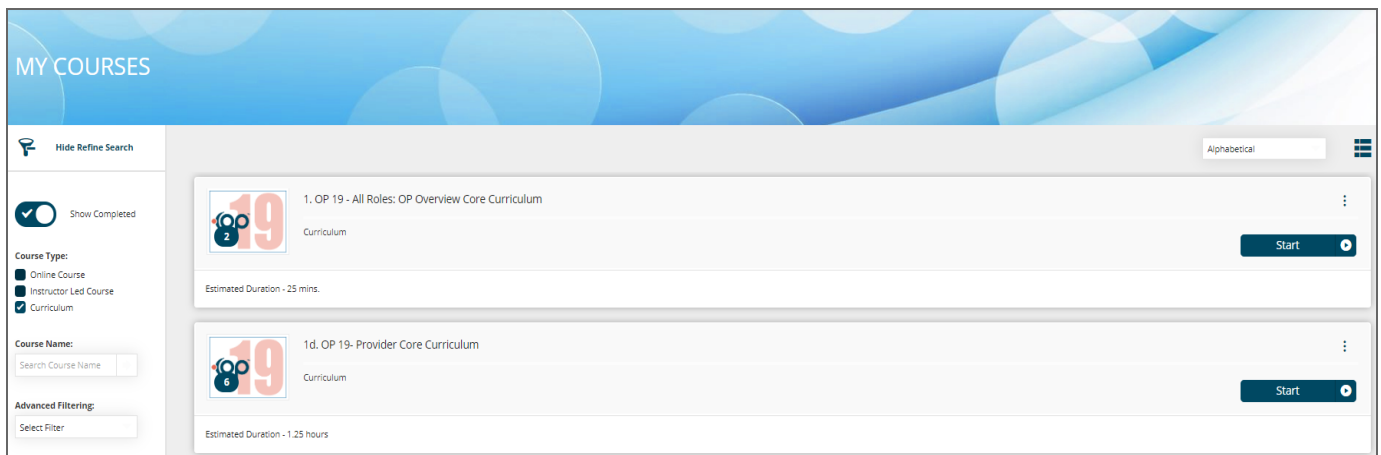 MY COURSES
Hide Refine Search
Alphabetical
Show Completed
Course Type:
Online Course
Instructor Led Course
Curriculum
Course Name:
Search Course Name
Advanced Filtering:
Select Filter
19
op
2
1. OP 19 - All Roles: OP Overview Core Curriculum
Curriculum
Start
Estimated Duration - 25 mins.
19
op
6
1d. OP 19- Provider Core Curriculum
Curriculum
Start
Estimated Duration - 1.25 hours